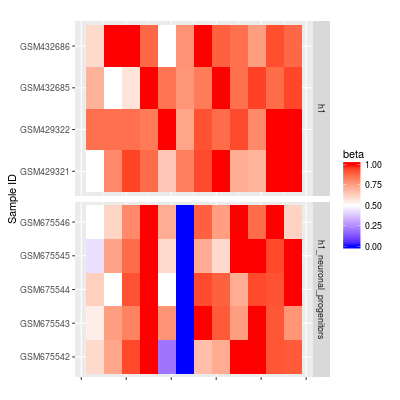 Sample ID
GSM432686
GSM432685
GSM429322
GSM429321
h1
GSM675546
GSM675545
GSM675544
GSM675543
GSM675542
h1_neuronal_progenitors
beta
1.00
0.75
0.50
0.25
0.00